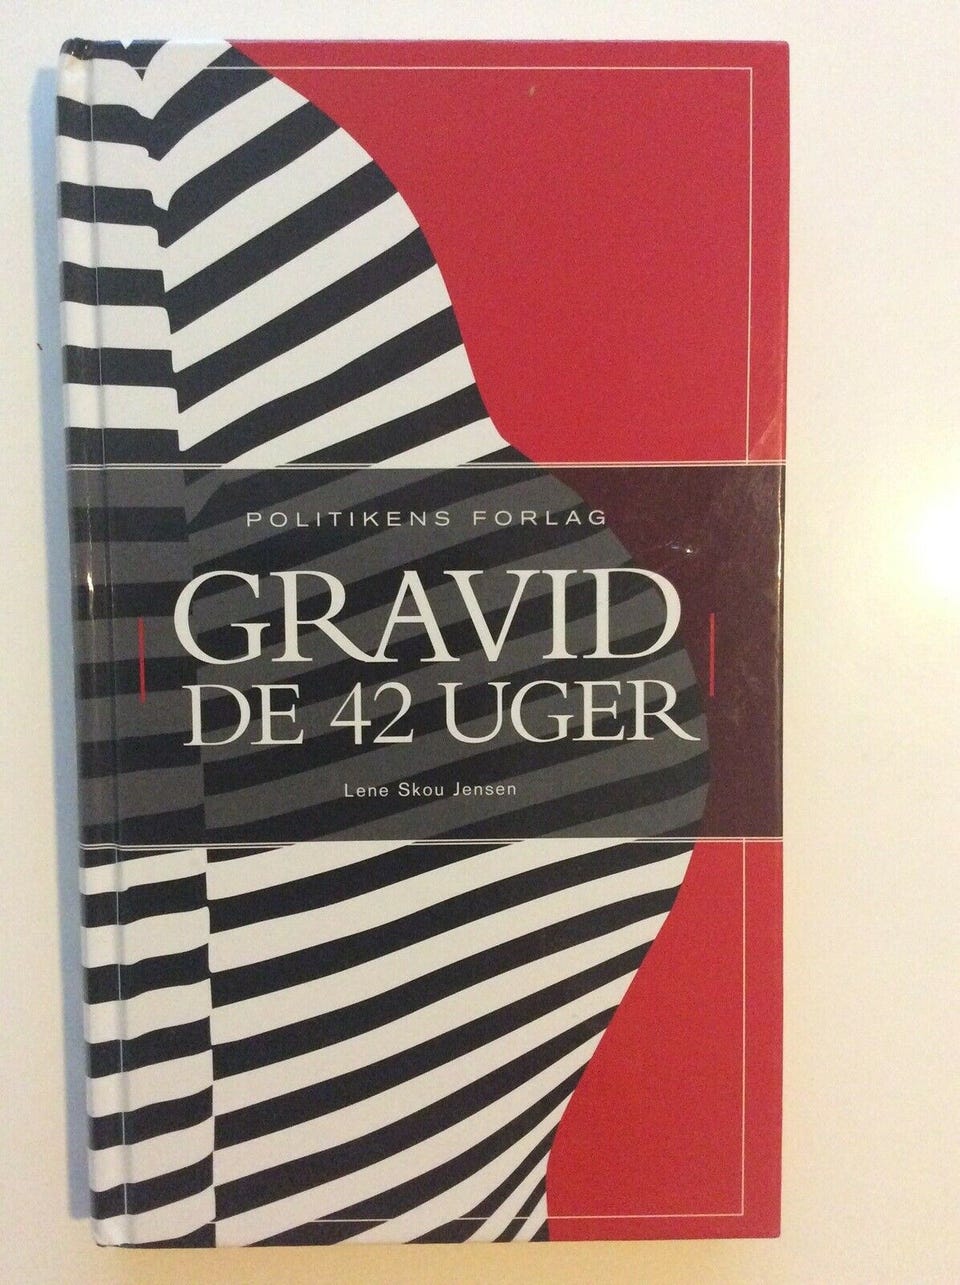 POLITIKENS FORLAG
GRAVID
DE 42 UGER
Lene Skou Jensen